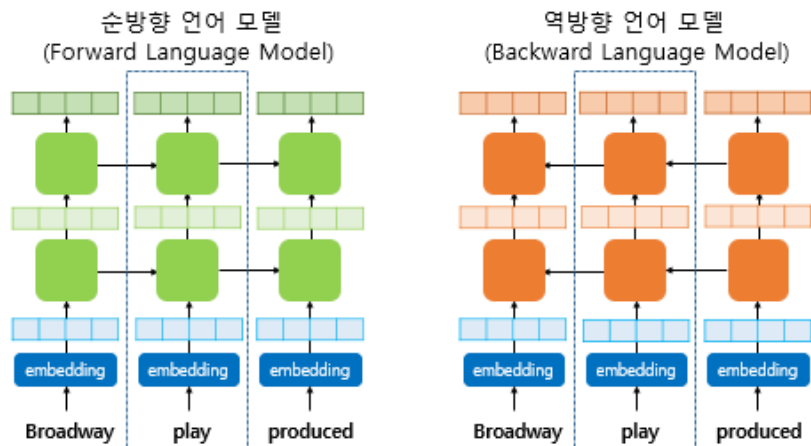 순방향 언어 모델
(Forward Language Model)
embedding embedding embedding
Broadway play produced
역방향 언어 모델
(Backward Language Model)
embedding embedding embedding
Broadway play produced